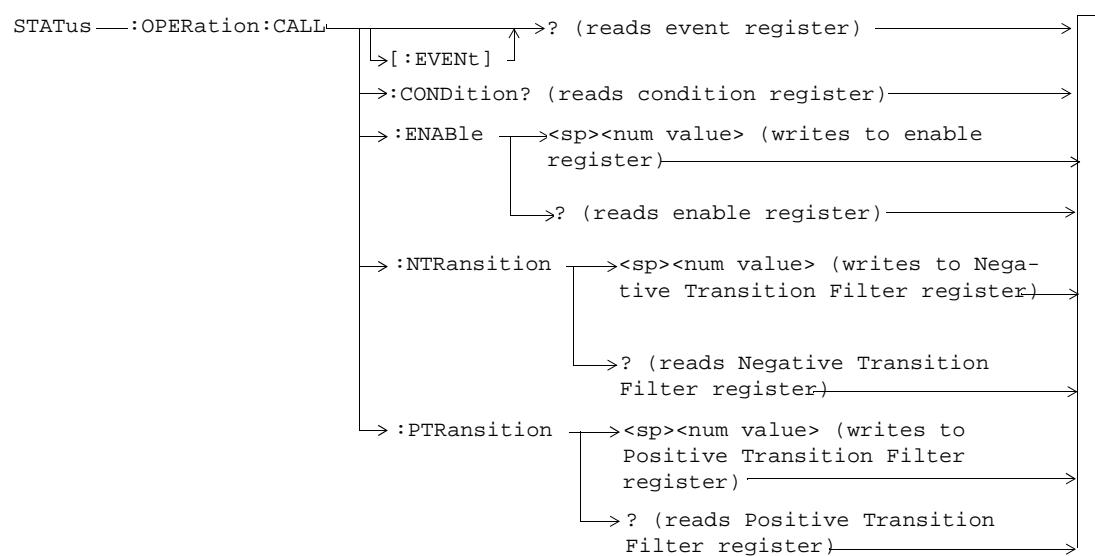 STATus :OPERation:CALL ? (reads event register)
[:EVENt]
:CONDition? (reads condition register)
:ENABle <sp><num value> (writes to enable
register)
? (reads enable register)
:NTRansition <sp><num value> (writes to Nega-
tive Transition Filter register)
? (reads Negative Transition
Filter register)
:PTRansition <sp><num value> (writes to
Positive Transition Filter
register)
? (reads Positive Transition
Filter register)